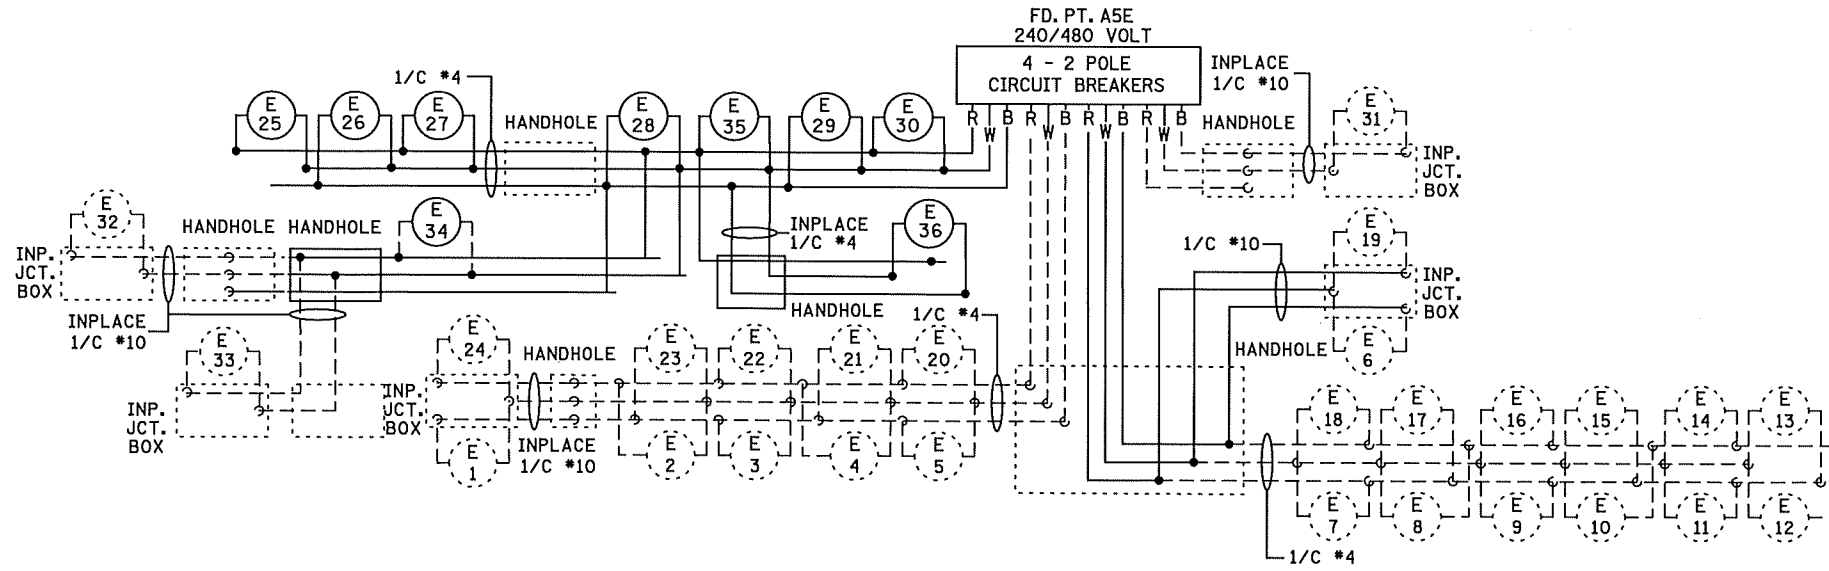 FD. PT. A5E
240/480 VOLT
4 - 2 POLE
CIRCUIT BREAKERS
R W B R W B R W B R W B
1/C #4
E 25
E 26
E 27
HANDHOLE
E 28
E 35
E 29
E 30
INPLACE
1/C #10
HANDHOLE
E 31
INP.
JCT.
BOX
E 32
INP.
JCT.
BOX
HANDHOLE
HANDHOLE
E 34
INPLACE
1/C #4
E 36
HANDHOLE
INPLACE
1/C #10
1/C #10
E 19
INP.
JCT.
BOX
HANDHOLE
E 6
E 33
INP.
JCT.
BOX
E 24
INP.
JCT.
BOX
E 1
HANDHOLE
INPLACE
1/C #10
E 23
E 22
E 21
E 20
1/C #4
E 2
E 3
E 4
E 5
E 18
E 17
E 16
E 15
E 14
E 13
E 7
E 8
E 9
E 10
E 11
E 12
1/C #4